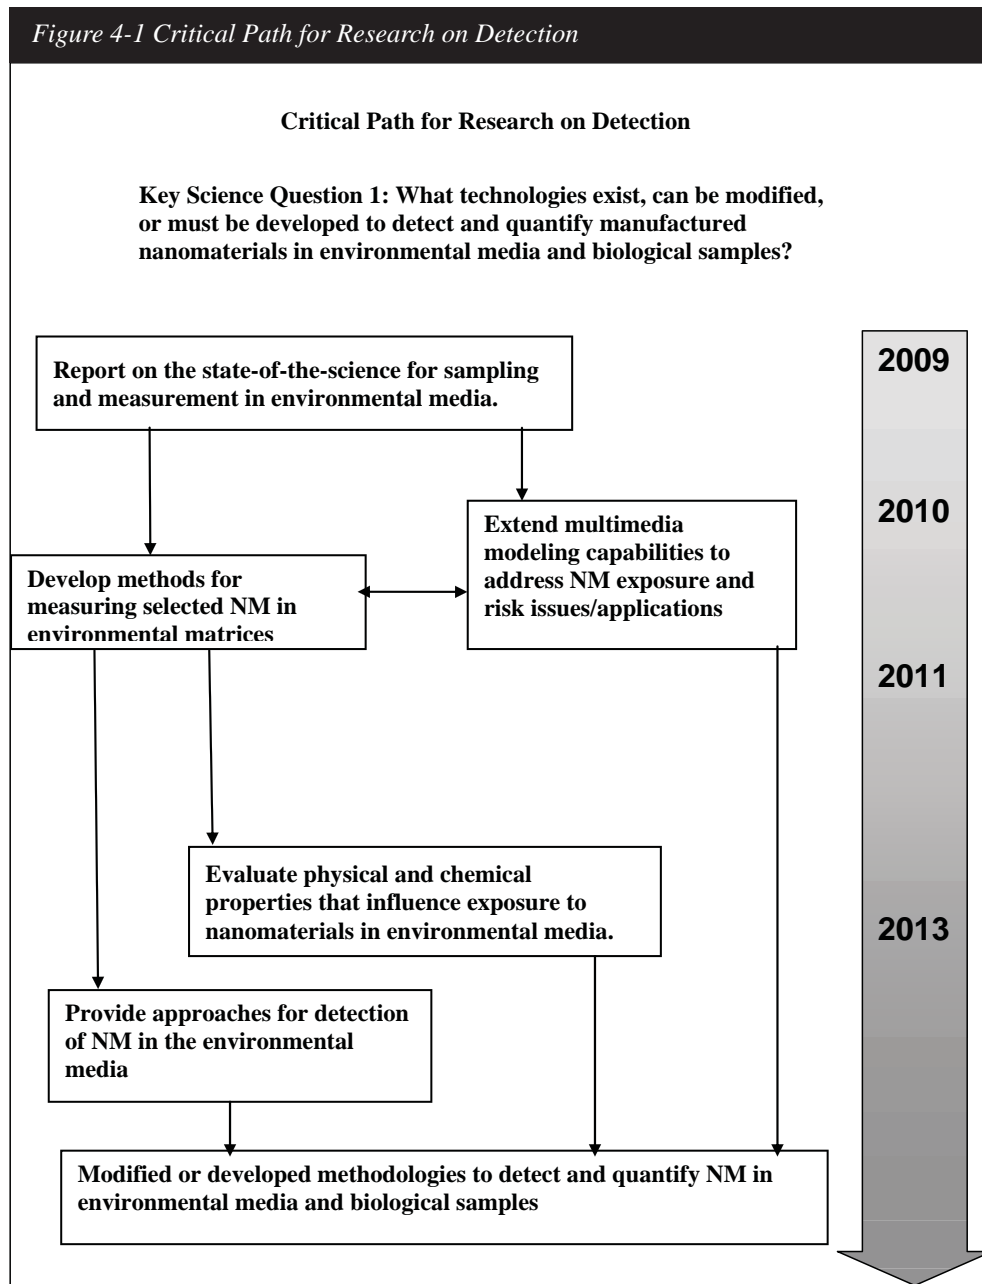 Figure 4-1 Critical Path for Research on Detection
Critical Path for Research on Detection
Key Science Question 1: What technologies exist, can be modified,
or must be developed to detect and quantify manufactured
nanomaterials in environmental media and biological samples?
Report on the state-of-the-science for sampling
and measurement in environmental media.
2009
Extend multimedia
modeling capabilities to
address NM exposure and
risk issues/applications
2010
Develop methods for
measuring selected NM in
environmental matrices
2011
Evaluate physical and chemical
properties that influence exposure to
nanomaterials in environmental media.
2013
Provide approaches for detection
of NM in the environmental
media
Modified or developed methodologies to detect and quantify NM in
environmental media and biological samples